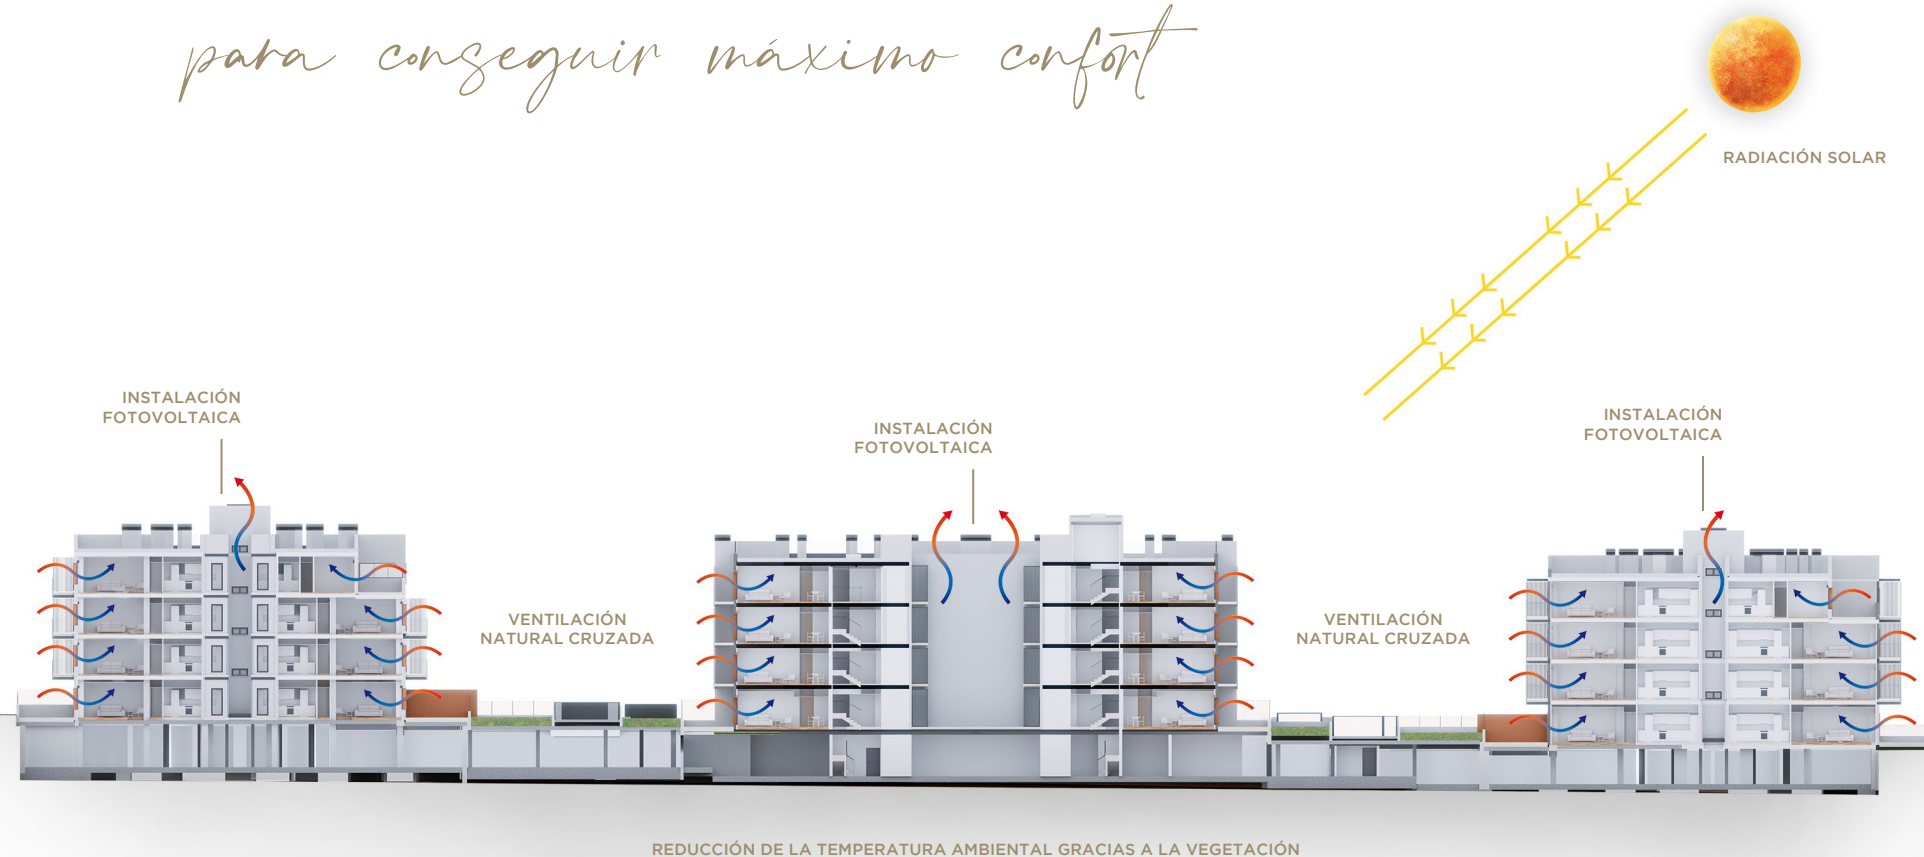 para conseguir máximo confort
RADIACIÓN SOLAR
INSTALACIÓN
FOTOVOLTAICA
INSTALACIÓN
FOTOVOLTAICA
INSTALACIÓN
FOTOVOLTAICA
VENTILACIÓN
NATURAL CRUZADA
VENTILACIÓN
NATURAL CRUZADA
REDUCCIÓN DE LA TEMPERATURA AMBIENTAL GRACIAS A LA VEGETACIÓN